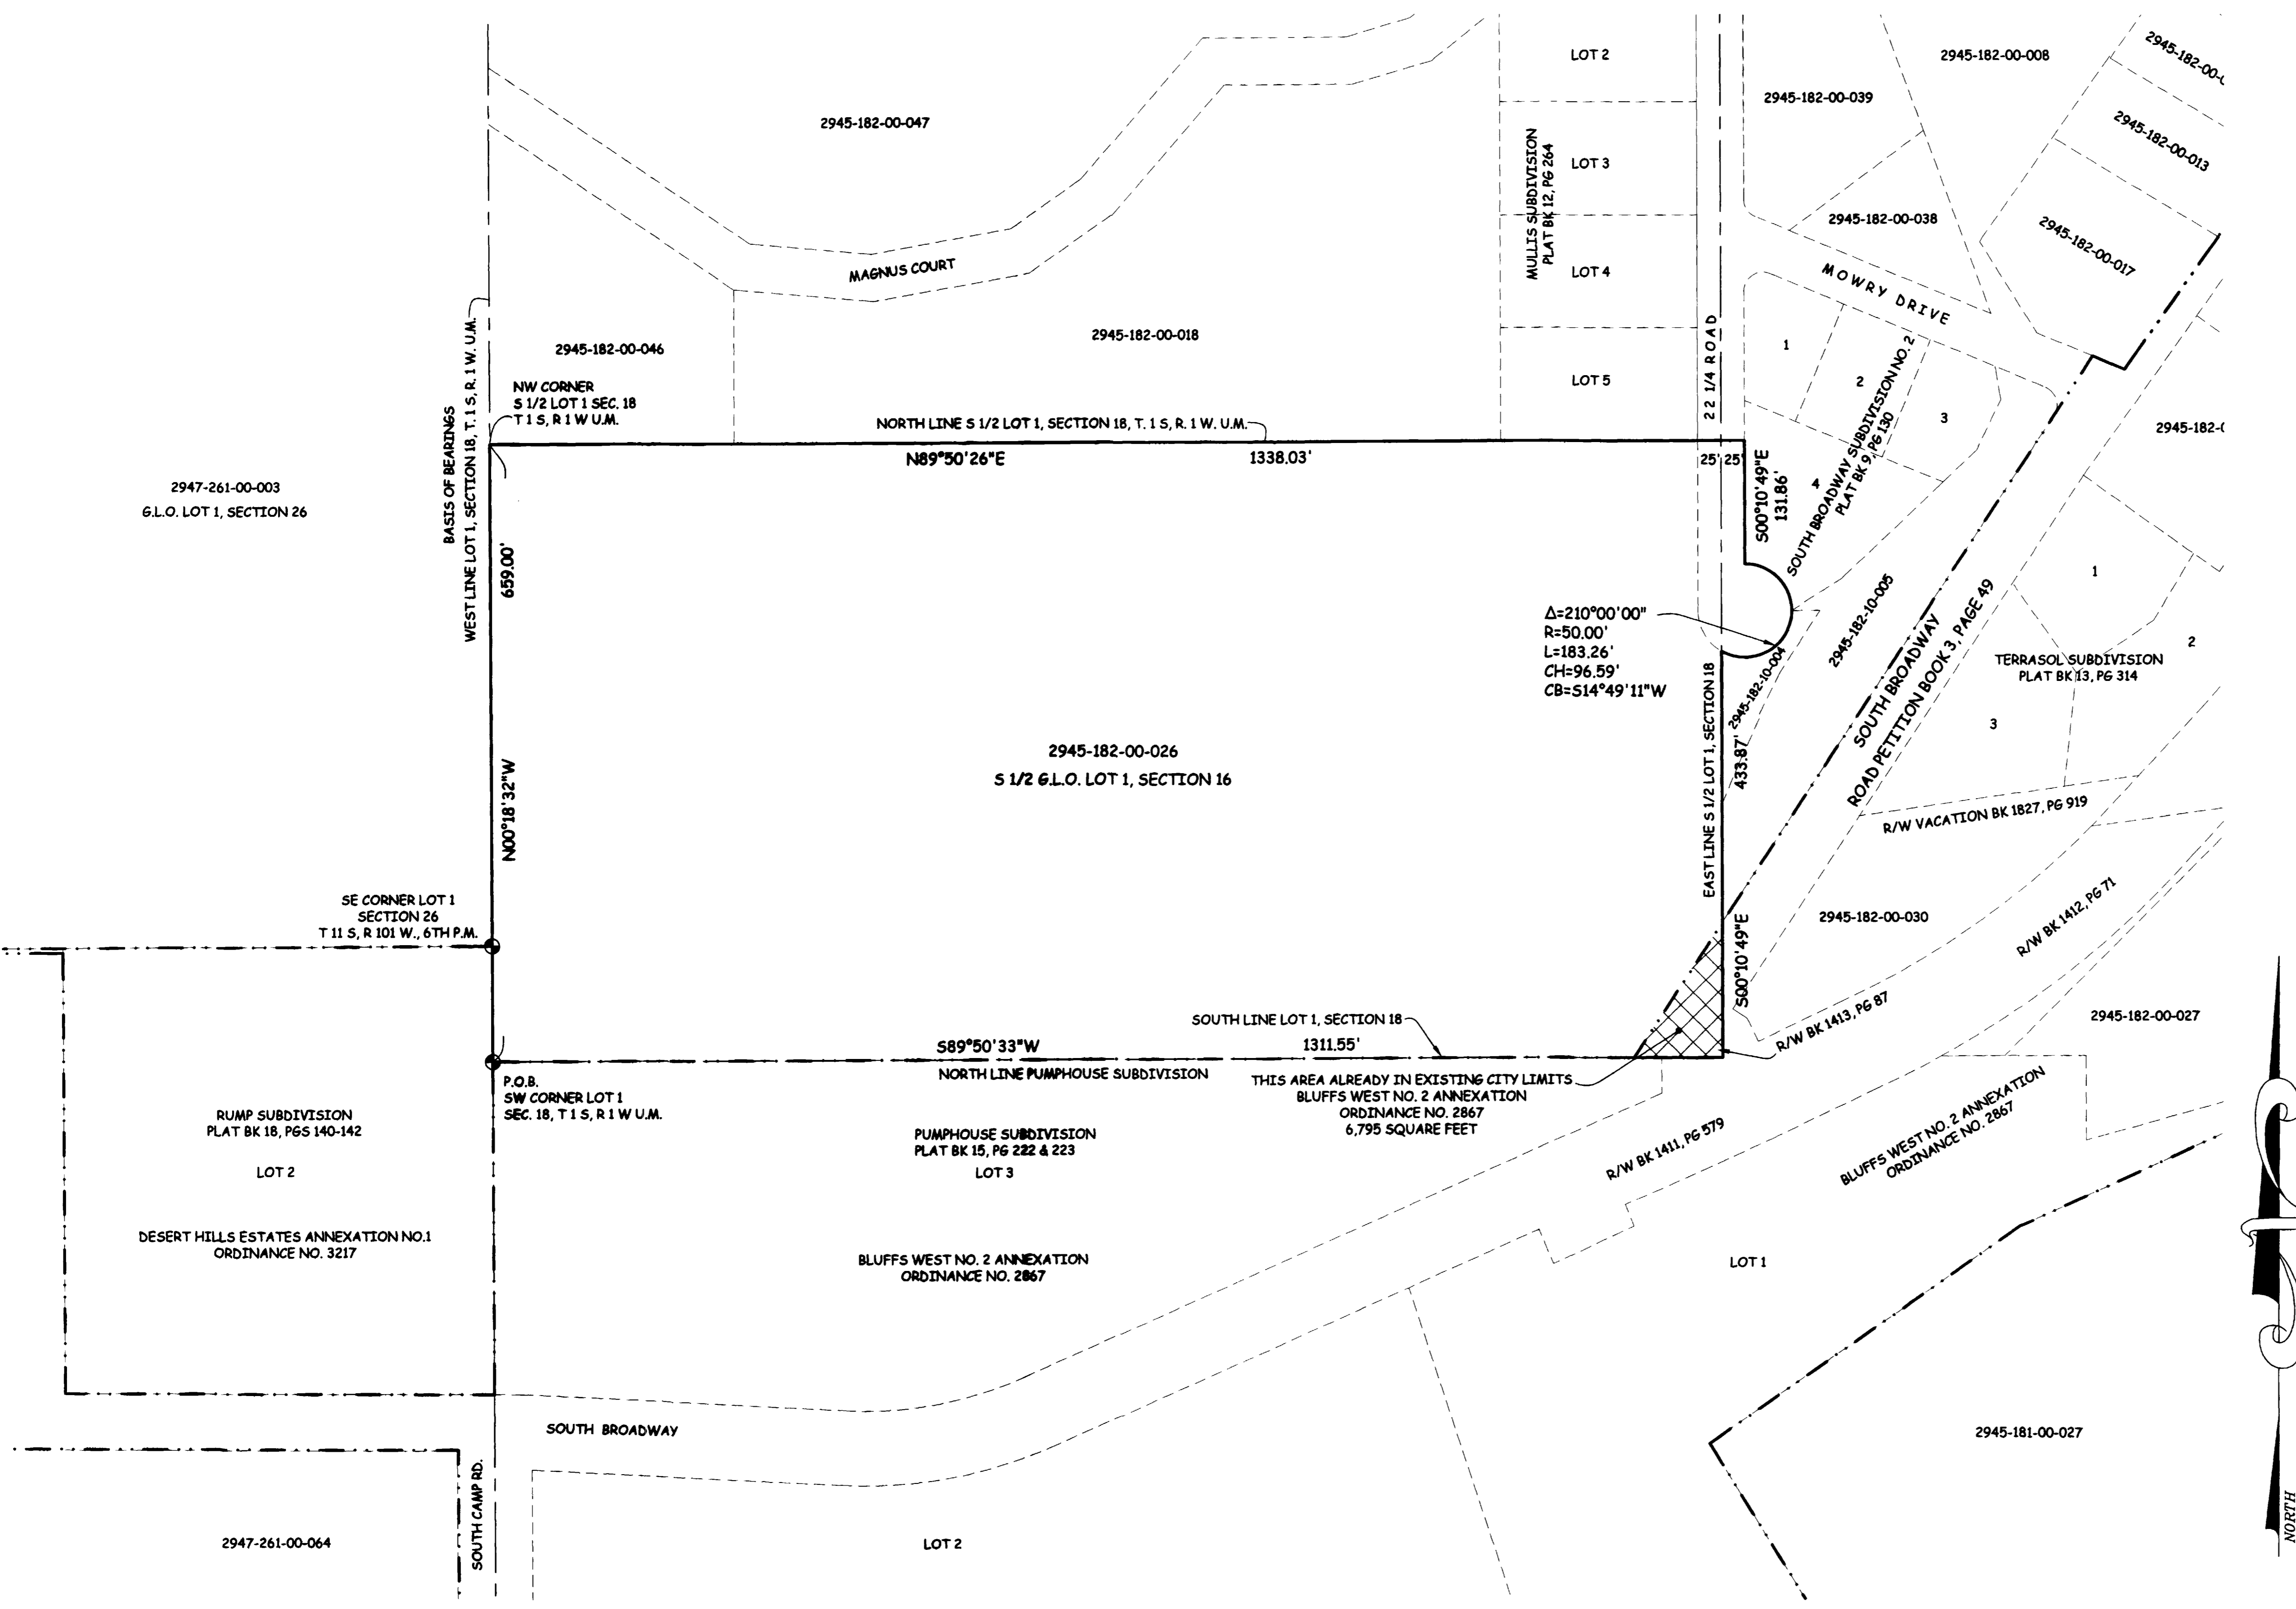 LOT 2
2945-182-00-008
2945-182-00-039
2945-182-00-013
2945-182-00-047
LOT 3
MULLIS SUBDIVISION
PLAT BK 12, PG 264
2945-182-00-038
2945-182-00-017
MAGNUS COURT
LOT 4
MOWRY DRIVE
2945-182-00-046
2945-182-00-018
LOT 5
22 1/4 ROAD
1
2
3
4
SOUTH BROADWAY SUBDIVISION NO. 2
PLAT BK 9, PG 130
NW CORNER
S 1/2 LOT 1 SEC. 18
T 1 S, R 1 W U.M.
NORTH LINE S 1/2 LOT 1, SECTION 18, T. 1 S, R. 1 W. U.M.
N89°50'26"E
1338.03'
25'
25'
S00°10'49"E
131.86'
BASIS OF BEARINGS
WEST LINE LOT 1, SECTION 18, T. 1 S, R. 1 W. U.M.
2947-261-00-003
G.L.O. LOT 1, SECTION 26
659.00'
N00°18'32"W
Δ=210°00'00"
R=50.00'
L=183.26'
CH=96.59'
CB=S14°49'11"W
2945-182-10-005
2945-182-10-004
SOUTH BROADWAY
ROAD PETITION BOOK 3, PAGE 49
1
2
TERRASOL SUBDIVISION
PLAT BK 13, PG 314
3
2945-182-00-026
S 1/2 G.L.O. LOT 1, SECTION 16
EAST LINE S 1/2 LOT 1, SECTION 18
433.87'
S00°10'49"E
R/W VACATION BK 1827, PG 919
SE CORNER LOT 1
SECTION 26
T 11 S, R 101 W., 6TH P.M.
2945-182-00-030
R/W BK 1412, PG 71
R/W BK 1413, PG 87
2945-182-00-027
SOUTH LINE LOT 1, SECTION 18
S89°50'33"W
1311.55'
NORTH LINE PUMPHOUSE SUBDIVISION
P.O.B.
SW CORNER LOT 1
SEC. 18, T 1 S, R 1 W U.M.
THIS AREA ALREADY IN EXISTING CITY LIMITS
BLUFFS WEST NO. 2 ANNEXATION
ORDINANCE NO. 2867
6,795 SQUARE FEET
RUMP SUBDIVISION
PLAT BK 18, PGS 140-142
LOT 2
PUMPHOUSE SUBDIVISION
PLAT BK 15, PG 222 & 223
LOT 3
R/W BK 1411, PG 579
BLUFFS WEST NO. 2 ANNEXATION
ORDINANCE NO. 2867
DESERT HILLS ESTATES ANNEXATION NO.1
ORDINANCE NO. 3217
BLUFFS WEST NO. 2 ANNEXATION
ORDINANCE NO. 2867
LOT 1
SOUTH BROADWAY
2945-181-00-027
SOUTH CAMP RD.
2947-261-00-064
LOT 2
NORTH